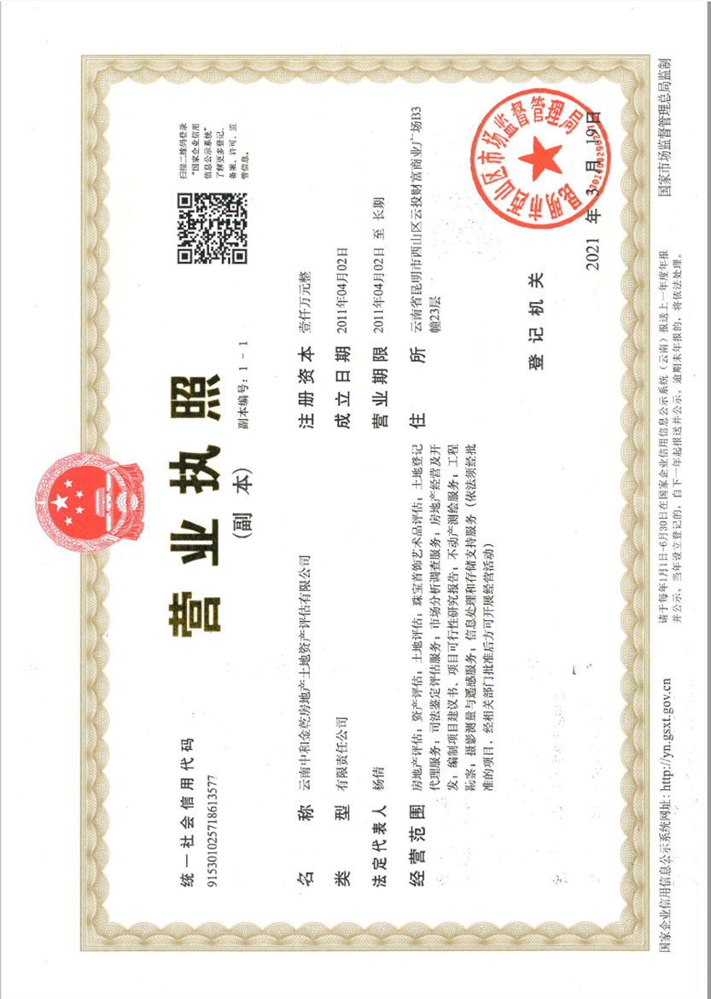 统一社会信用代码
915301025718613577
营业执照
(副 本)
副本编号：1-1
扫描二维码登录
“国家企业信用
信息公示系统”
了解更多登记、
备案、许可、监
管信息。
名 称 云南中和金乾房地产土地资产评估有限公司
类 型 有限责任公司
法定代表人 杨倩
经营范围 房地产评估；资产评估；土地评估；珠宝首饰艺术品评估；土地登记
代理服务；司法鉴定评估服务；市场分析调查服务；房地产经营及开
发；编制项目建议书、项目可行性研究报告；不动产测绘服务；工程
勘察；摄影测量与遥感服务；信息处理和存储支持服务（依法须经批
准的项目，经相关部门批准后方可开展经营活动）
注册资本 壹仟万元整
成立日期 2011年04月02日
营业期限 2011年04月02日 至 长期
住 所 云南省昆明市西山区云投财富商业广场B3
幢23层
登记机关
昆明市西山区市场监督管理局
2021 年 3 月 19日
国家企业信用信息公示系统网址：http://yn.gsxt.gov.cn
请于每年1月1日-6月30日在国家企业信用信息公示系统（云南）报送上一年度年报
并公示。当年设立登记的，自下一年起报送并公示。逾期未年报的，将依法处理。
国家市场监督管理总局监制